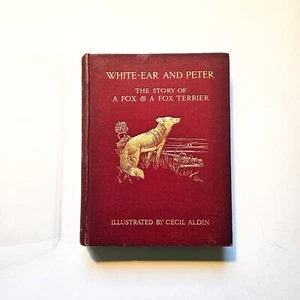 WHITE-EAR AND PETER
THE STORY OF
A FOX & A FOX TERRIER
ILLUSTRATED BY CECIL ALDIN